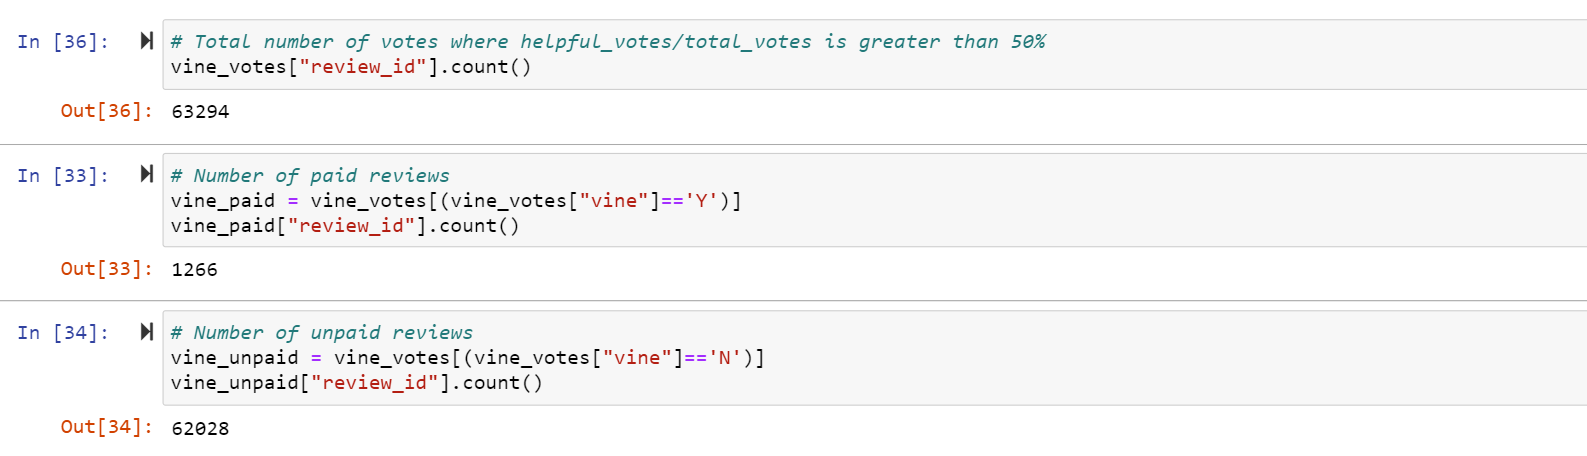 In [36]:
# Total number of votes where helpful_votes/total_votes is greater than 50%
vine_votes["review_id"].count()
Out[36]: 63294
In [33]:
# Number of paid reviews
vine_paid = vine_votes[(vine_votes["vine"]=='Y')]
vine_paid["review_id"].count()
Out[33]: 1266
In [34]:
# Number of unpaid reviews
vine_unpaid = vine_votes[(vine_votes["vine"]=='N')]
vine_unpaid["review_id"].count()
Out[34]: 62028